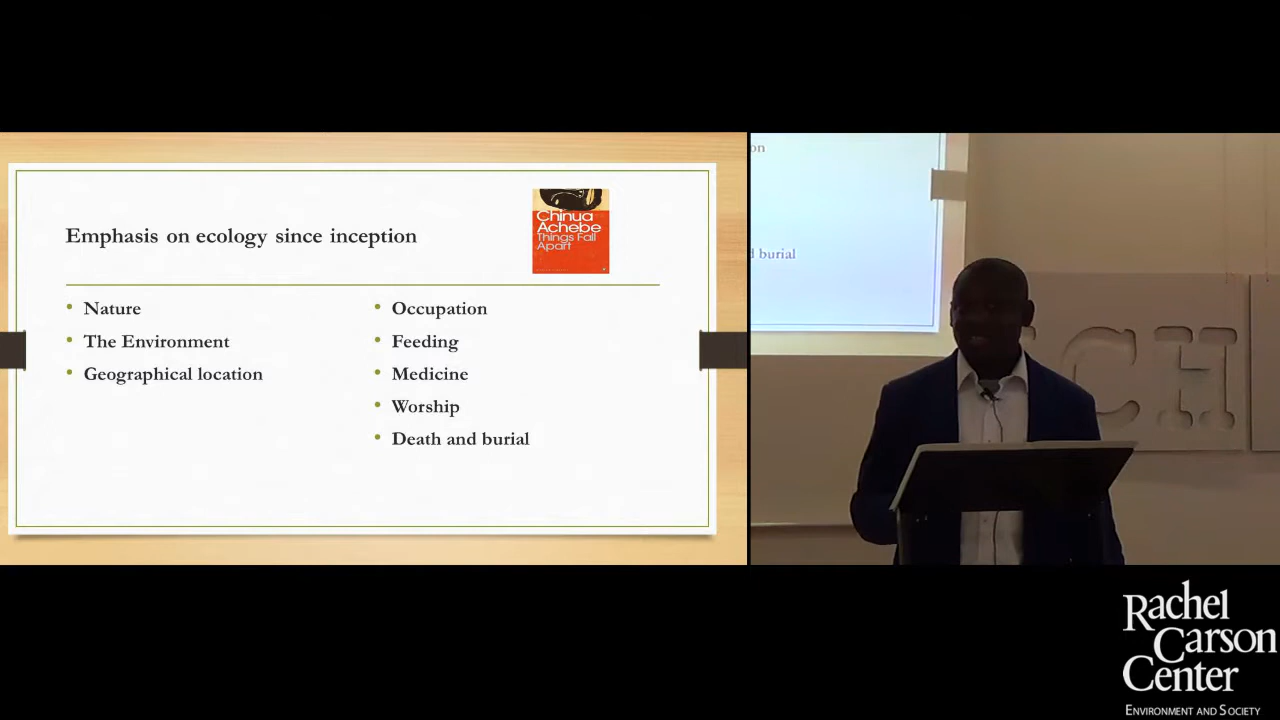 Emphasis on ecology since inception
Chinua
Achebe
Things Fall
Apart
• Nature
• The Environment
• Geographical location
• Occupation
• Feeding
• Medicine
• Worship
• Death and burial
on
d burial
CH
Rachel
Carson
Center
ENVIRONMENT AND SOCIETY